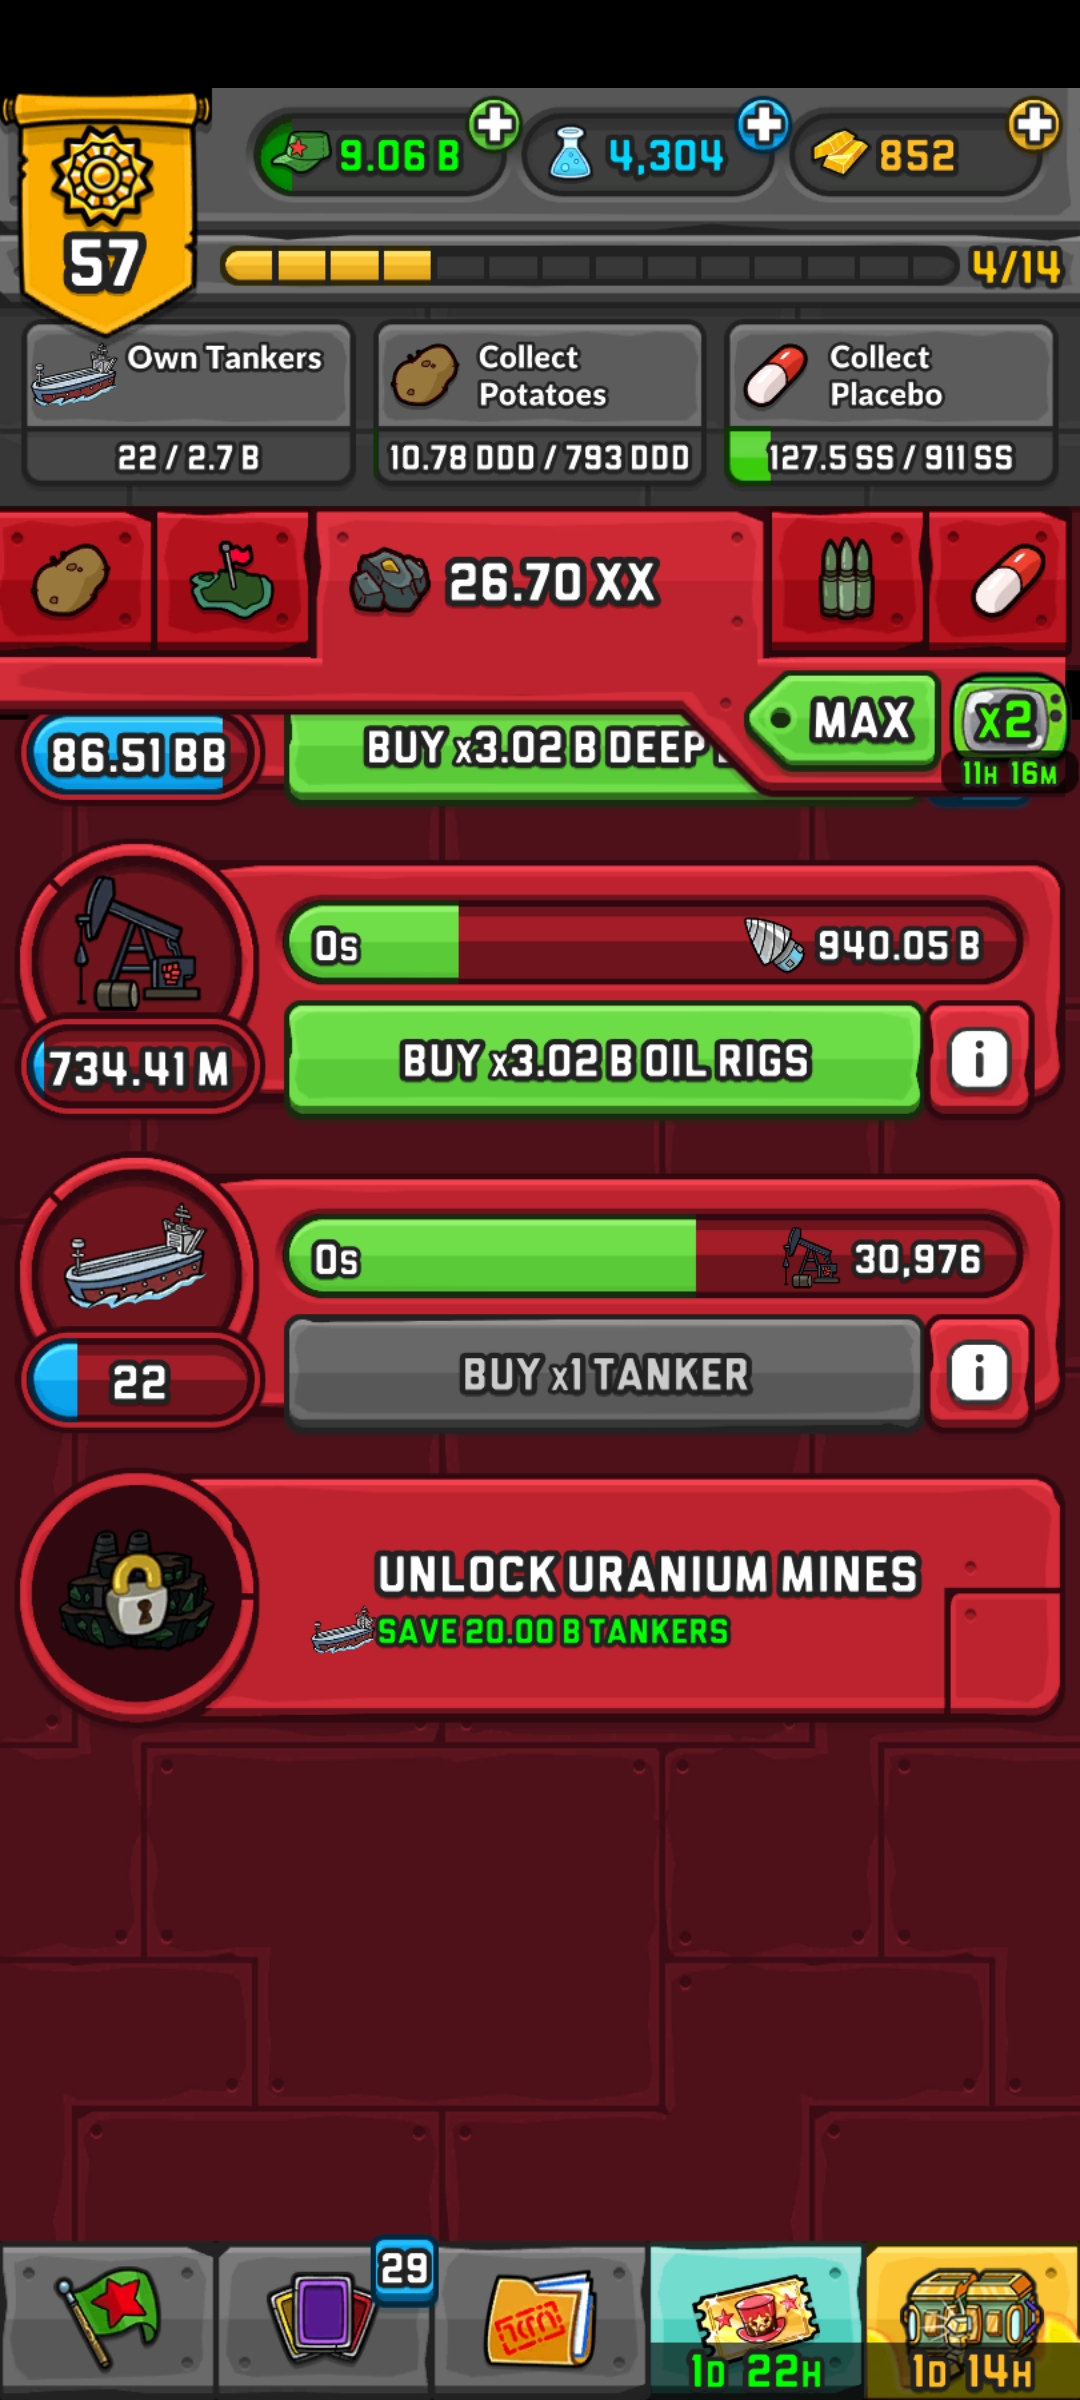 57
9.06 B
4,304
852
4/14
Own Tankers
22 / 2.7 B
Collect
Potatoes
10.78 DDD / 793 DDD
Collect
Placebo
127.5 SS / 911 SS
26.70 XX
MAX
x2
11H 16M
86.51 BB
BUY x3.02 B DEEP
0s
940.05 B
734.41 M
BUY x3.02 B OIL RIGS
i
0s
30,976
22
BUY x1 TANKER
i
UNLOCK URANIUM MINES
SAVE 20.00 B TANKERS
29
1D 22H
1D 14H